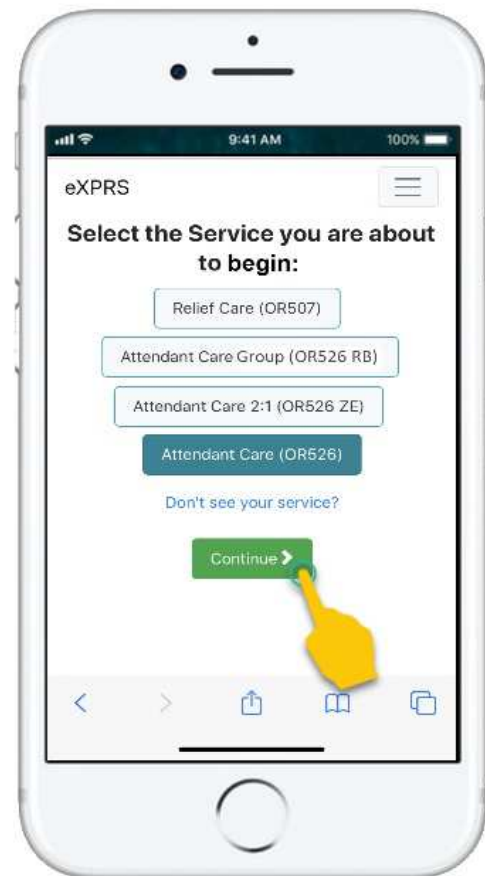 9:41 AM
100%
eXPRS
Select the Service you are about
to begin:
Relief Care (OR507)
Attendant Care Group (OR526 RB)
Attendant Care 2:1 (OR526 ZE)
Attendant Care (OR526)
Don't see your service?
Continue